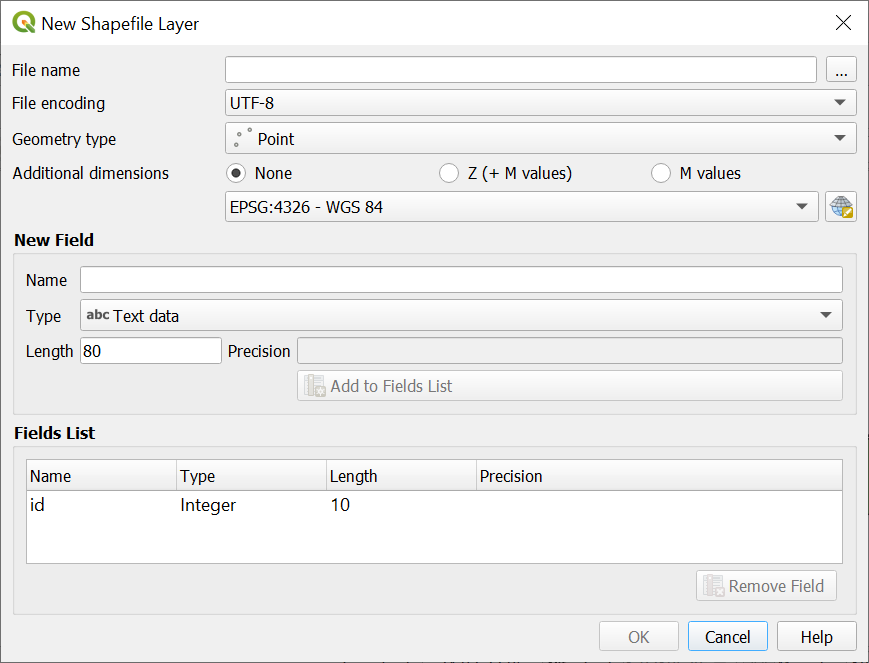 New Shapefile Layer
File name
...
File encoding UTF-8
Geometry type Point
Additional dimensions None Z (+ M values) M values
EPSG:4326 - WGS 84
New Field
Name
Type abc Text data
Length 80 Precision
Add to Fields List
Fields List
Name Type Length Precision
id Integer 10
Remove Field
OK Cancel Help